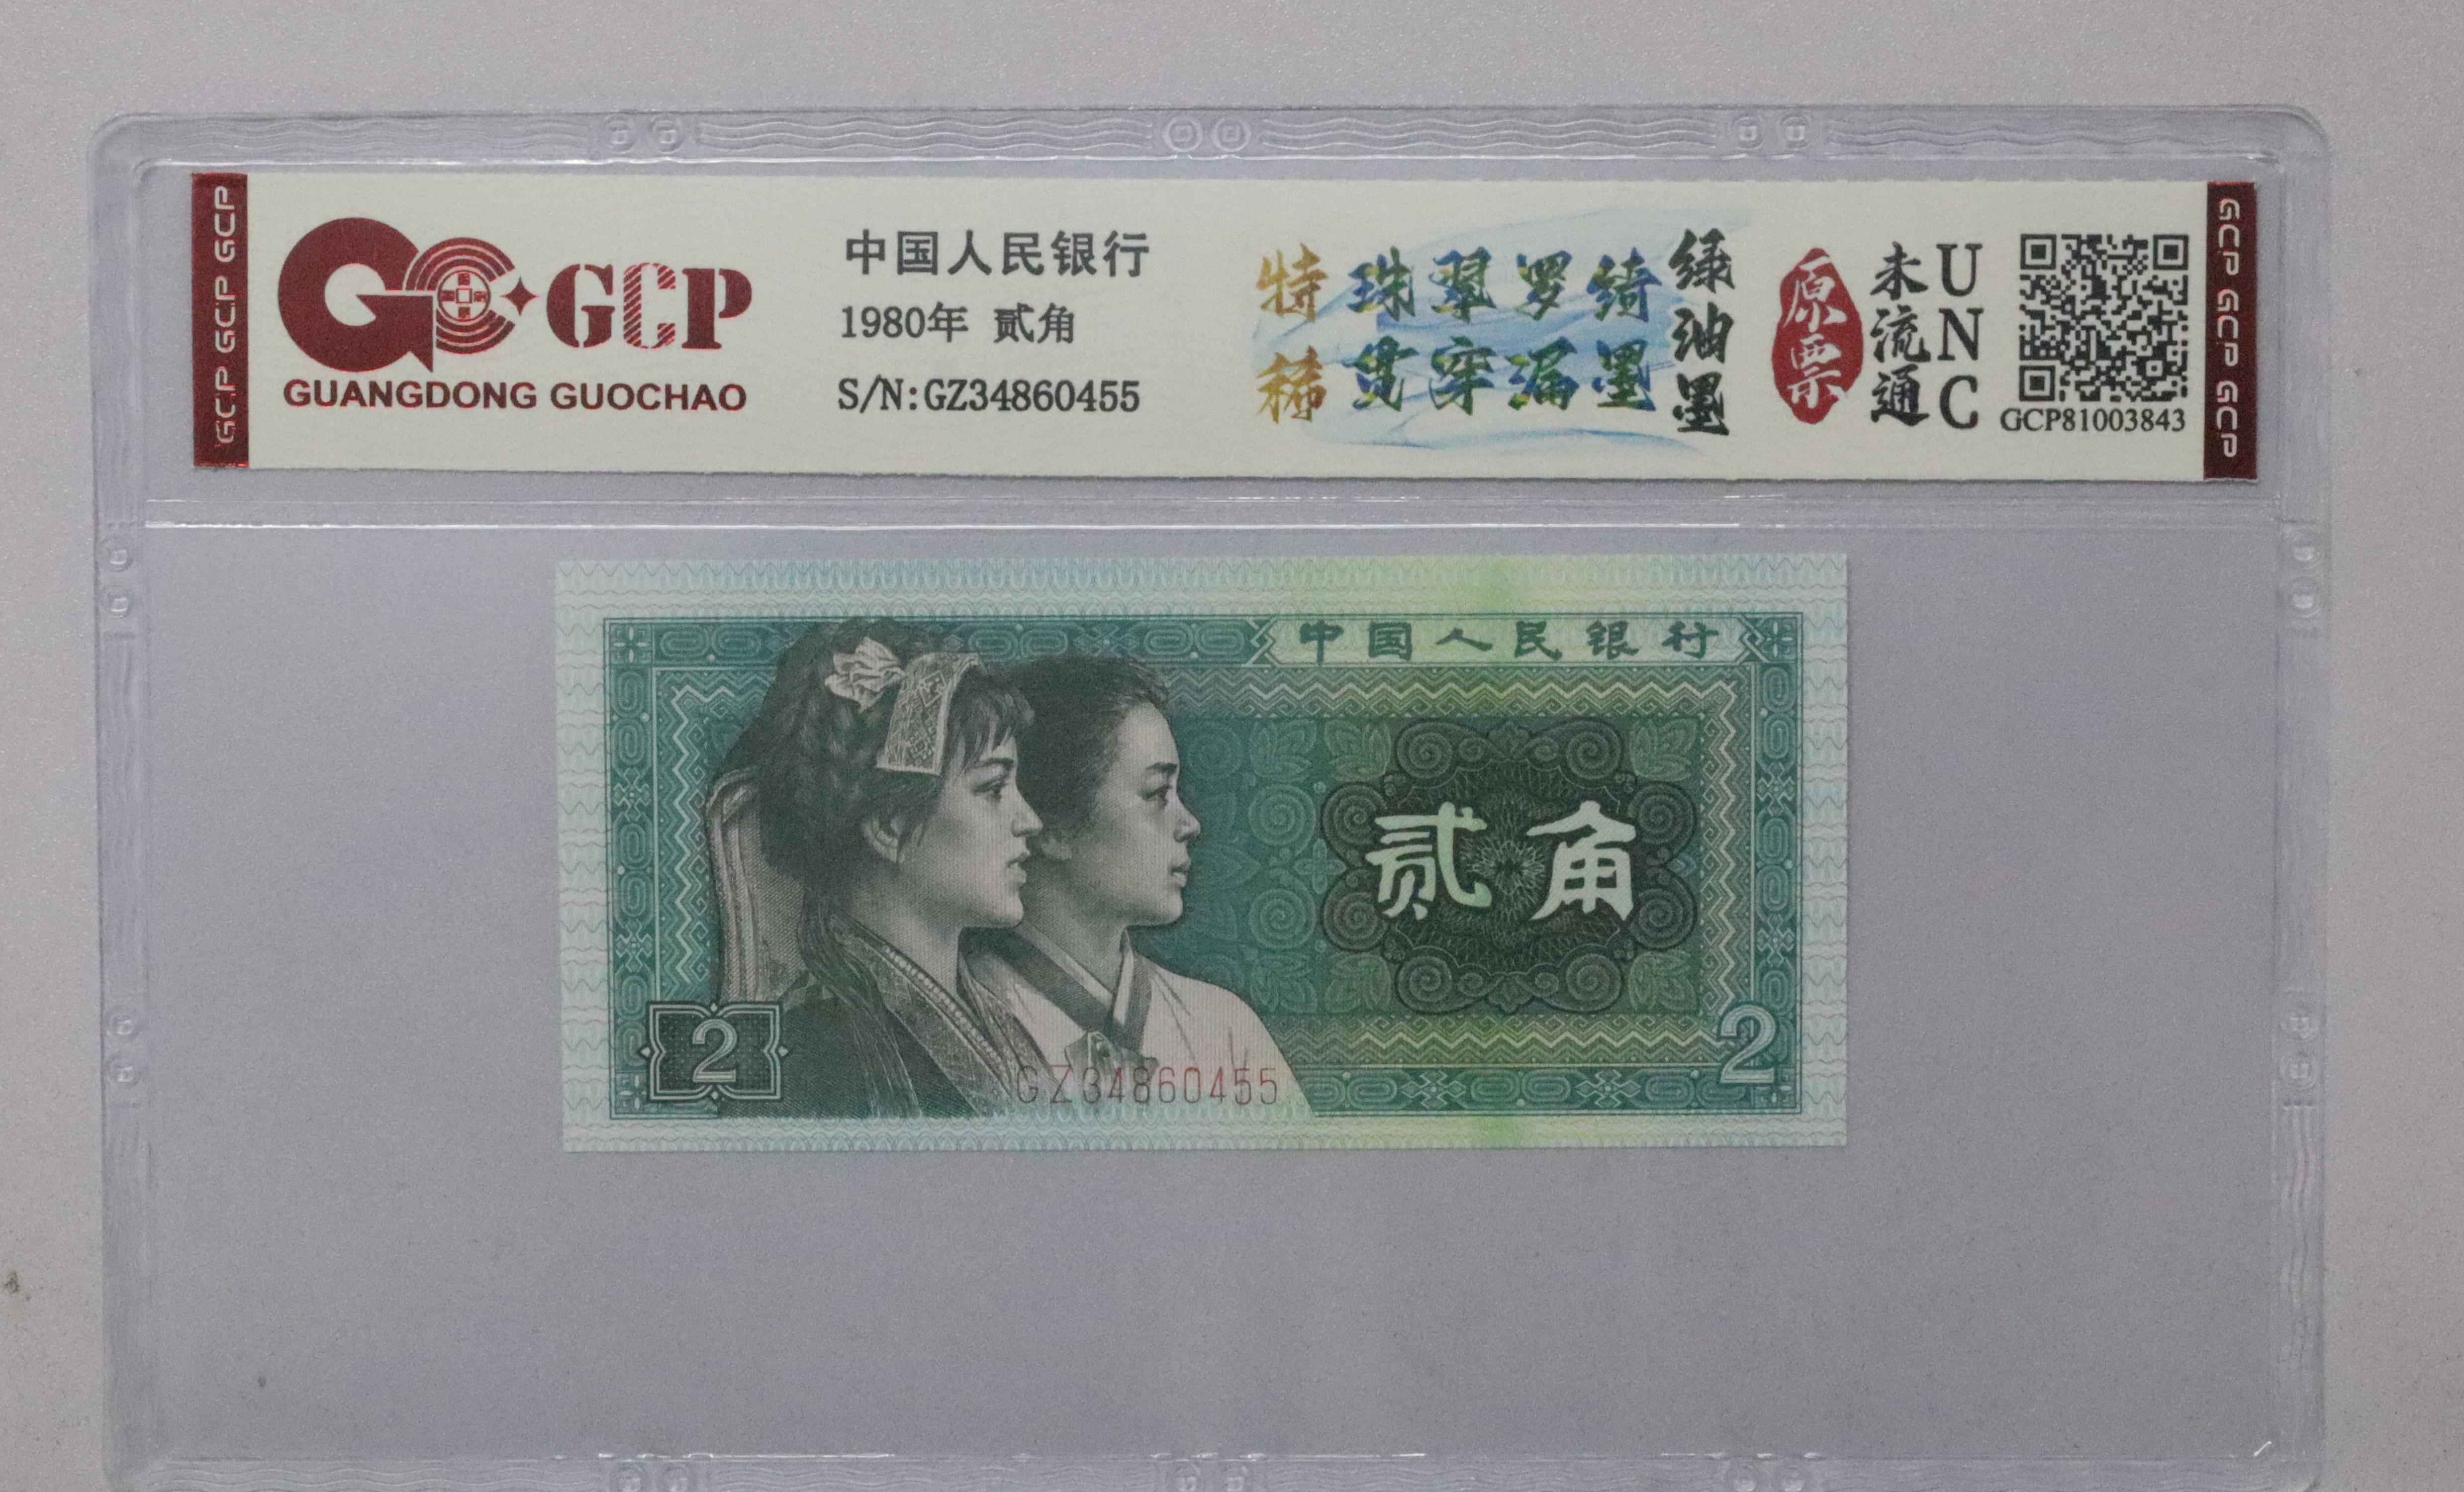 GCP GCP GCP
GCP
GUANGDONG GUOCHAO
中国人民银行
1980年 贰角
S/N:GZ34860455
特稀
珠翠罗绮
贯穿漏墨
绿油墨
原票
未流通
UNC
GCP81003843
GCP GCP GCP
中国人民银行
贰角
2
GZ34860455
2